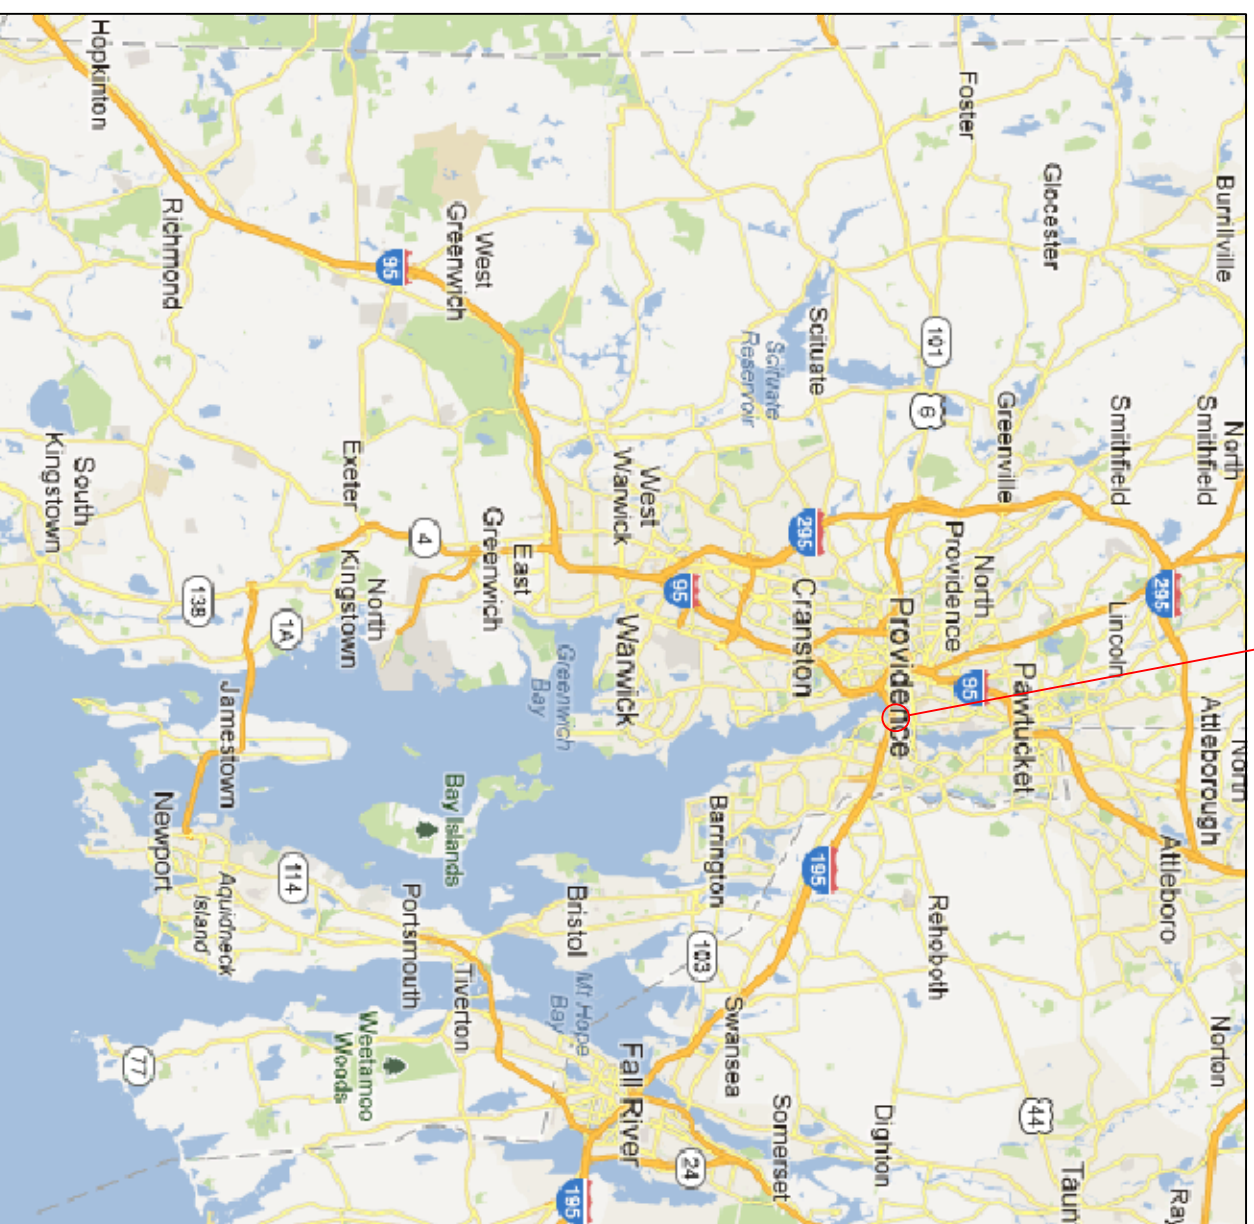 Burrillville
North
Smithfield
North
Attleborough
Norton
Ray
Attleboro
295
Smithfield
Lincoln
Taun
Glocester
44
Pawtucket
Greenville
95
Foster
North
Providence
101
Rehoboth
6
Providence
Dighton
195
Scituate
295
Cranston
Somerset
Scituate
Reservoir
Swansea
Barrington
103
24
95
West
Warwick
Warwick
Fall River
Bristol
Greenwich
Bay
Mt Hope
Bay
195
East
Greenwich
West
Greenwich
Tiverton
Bay Islands
4
Portsmouth
95
North
Kingstown
Weetamoo
Woods
Exeter
114
1A
Jamestown
Aquidneck
Island
138
Richmond
Newport
77
Hopkinton
South
Kingstown